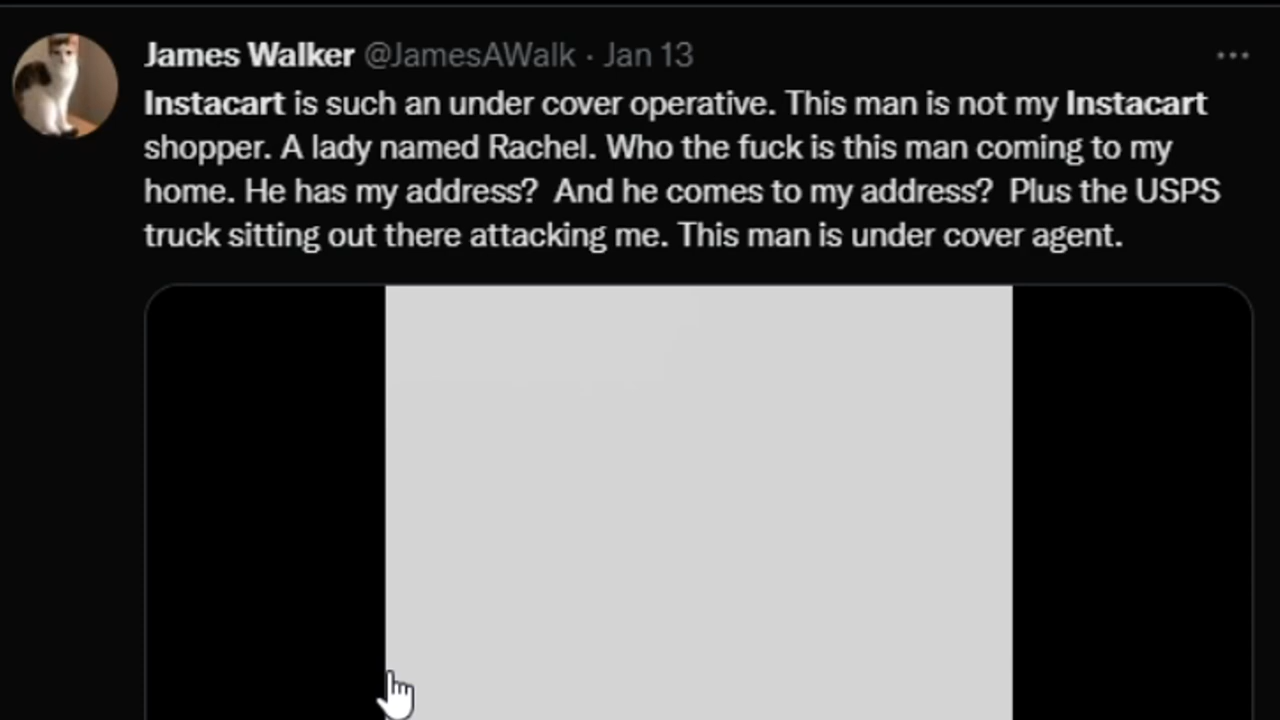 James Walker @JamesAWalk · Jan 13
Instacart is such an under cover operative. This man is not my Instacart
shopper. A lady named Rachel. Who the fuck is this man coming to my
home. He has my address?  And he comes to my address?  Plus the USPS
truck sitting out there attacking me. This man is under cover agent.